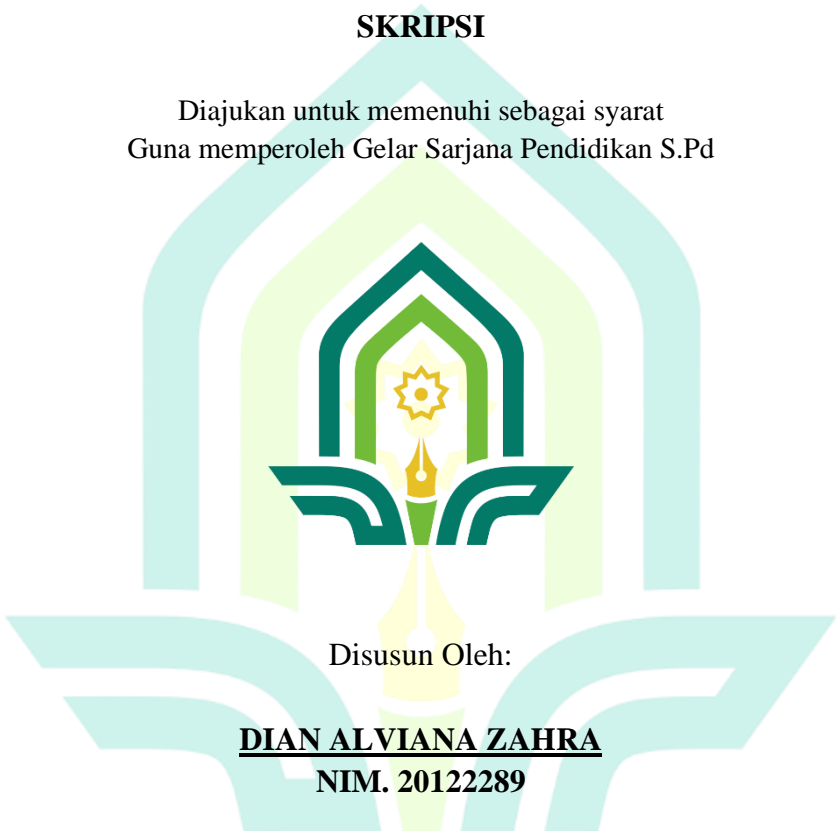 SKRIPSI
Diajukan untuk memenuhi sebagai syarat
Guna memperoleh Gelar Sarjana Pendidikan S.Pd
Disusun Oleh:
DIAN ALVIANA ZAHRA
NIM. 20122289